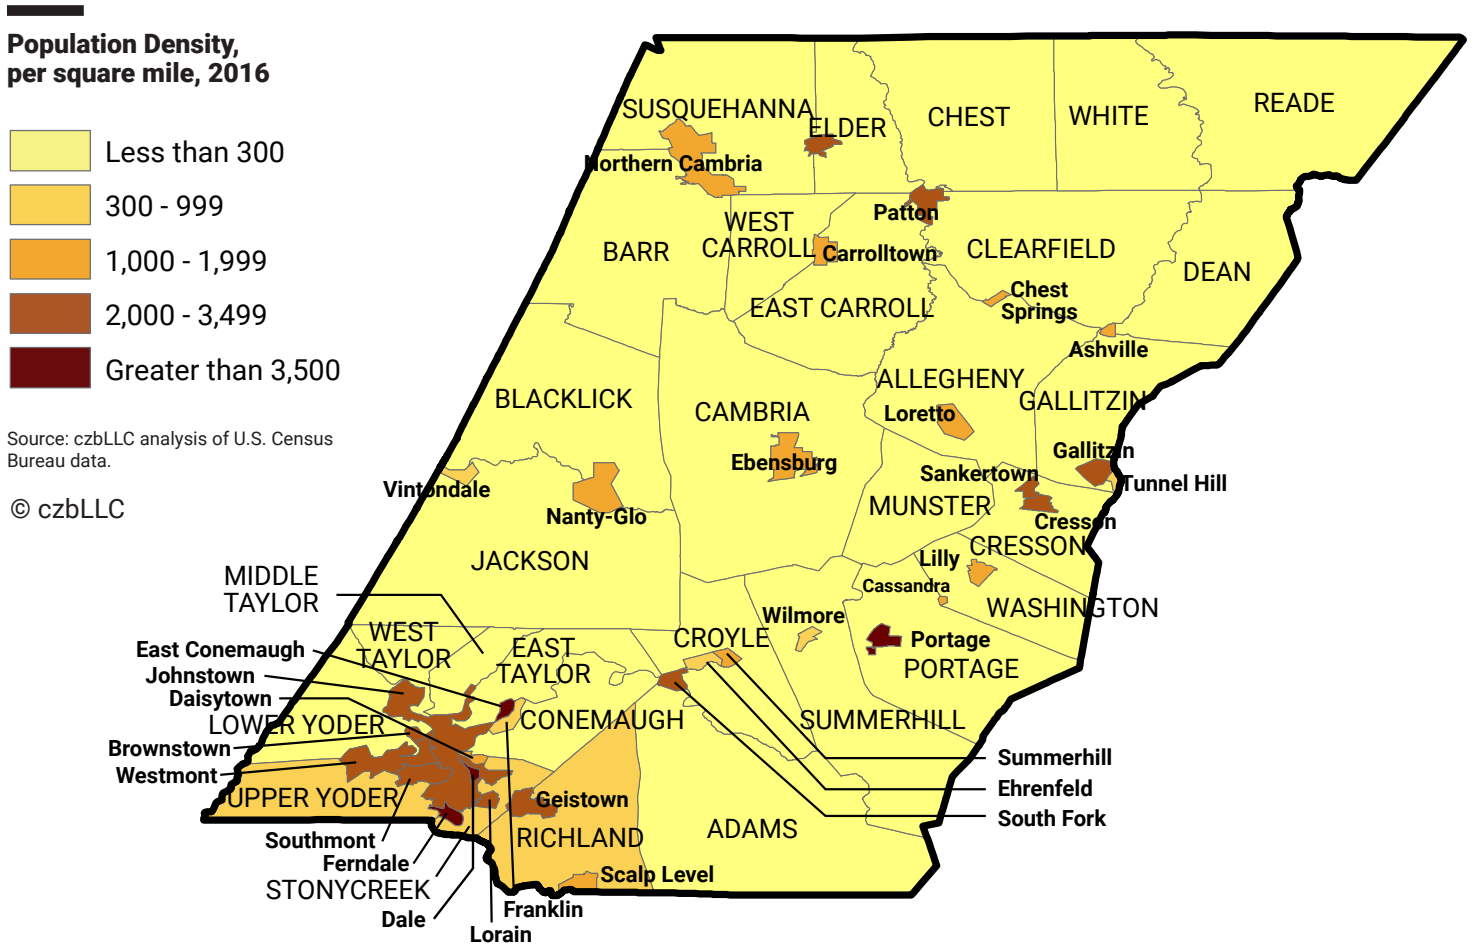 Population Density,
per square mile, 2016
Less than 300
300 - 999
1,000 - 1,999
2,000 - 3,499
Greater than 3,500
Source: czbLLC analysis of U.S. Census
Bureau data.
© czbLLC
SUSQUEHANNA
ELDER
CHEST
WHITE
READE
Northern Cambria
Patton
WEST
CARROLL
BARR
Carrolltown
CLEARFIELD
DEAN
Chest
Springs
EAST CARROLL
Ashville
ALLEGHENY
GALLITZIN
BLACKLICK
CAMBRIA
Loretto
Gallitzin
Ebensburg
Sankertown
Tunnel Hill
Vintondale
Nanty-Glo
MUNSTER
Cresson
CRESSON
JACKSON
Lilly
Cassandra
WASHINGTON
MIDDLE
TAYLOR
Wilmore
WEST
TAYLOR
EAST
TAYLOR
CROYLE
Portage
PORTAGE
East Conemaugh
Johnstown
Daisytown
LOWER YODER
CONEMAUGH
SUMMERHILL
Brownstown
Westmont
Summerhill
Ehrenfeld
South Fork
UPPER YODER
Geistown
RICHLAND
ADAMS
Southmont
Ferndale
STONYCREEK
Scalp Level
Dale
Franklin
Lorain